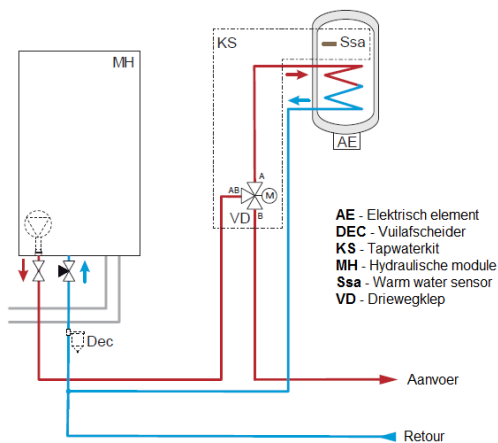 KS
Ssa
MH
AE
A
AB
M
VD
B
AE - Elektrisch element
DEC - Vuilafscheider
KS - Tapwaterkit
MH - Hydraulische module
Ssa - Warm water sensor
VD - Driewegklep
Dec
Aanvoer
Retour